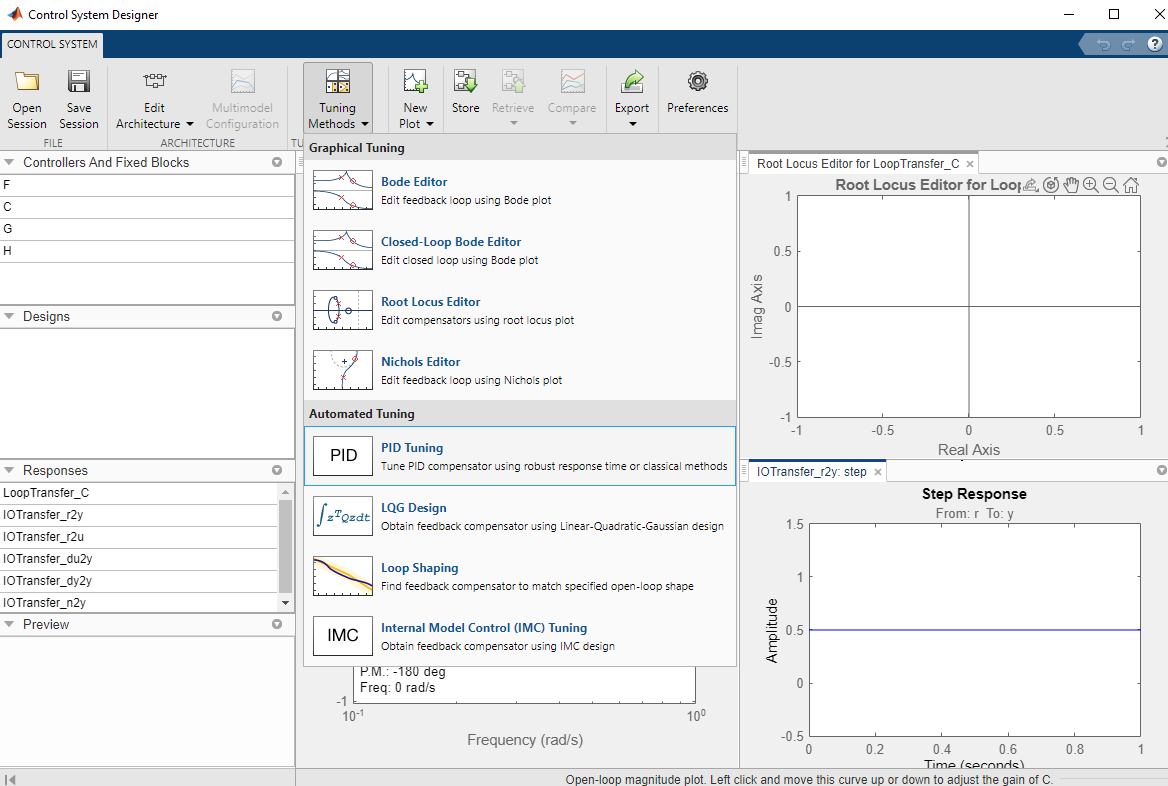 Control System Designer
CONTROL SYSTEM
?
Open Session
Save Session
Edit Architecture
Multimodel Configuration
Tuning Methods
New Plot
Store
Retrieve
Compare
Export
Preferences
FILE
ARCHITECTURE
TU
Controllers And Fixed Blocks
F
C
G
H
Designs
Responses
LoopTransfer_C
IOTransfer_r2y
IOTransfer_r2u
IOTransfer_du2y
IOTransfer_dy2y
IOTransfer_n2y
Preview
Graphical Tuning
Bode Editor
Edit feedback loop using Bode plot
Closed-Loop Bode Editor
Edit closed loop using Bode plot
Root Locus Editor
Edit compensators using root locus plot
Nichols Editor
Edit feedback loop using Nichols plot
Automated Tuning
PID
PID Tuning
Tune PID compensator using robust response time or classical methods
∫zᵀQzdt
LQG Design
Obtain feedback compensator using Linear-Quadratic-Gaussian design
Loop Shaping
Find feedback compensator to match specified open-loop shape
IMC
Internal Model Control (IMC) Tuning
Obtain feedback compensator using IMC design
P.M.: -180 deg
Freq: 0 rad/s
-1
10⁻¹ 10⁰
Frequency (rad/s)
Root Locus Editor for LoopTransfer_C
Root Locus Editor for Loop
1
0.5
0
-0.5
-1
Imag Axis
-1 -0.5 0 0.5 1
Real Axis
IOTransfer_r2y: step
Step Response
From: r To: y
1.5
1
0.5
0
-0.5
Amplitude
0 0.2 0.4 0.6 0.8 1
Time (seconds)
Open-loop magnitude plot. Left click and move this curve up or down to adjust the gain of C.